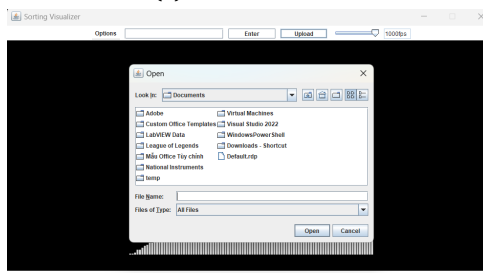 Sorting Visualizer
Options Enter Upload 1000fps
Open
Look In: Documents
Adobe Virtual Machines
Custom Office Templates Visual Studio 2022
LabVIEW Data WindowsPowerShell
League of Legends Downloads - Shortcut
Mẫu Office Tùy chỉnh Default.rdp
National Instruments
temp
File Name:
Files of Type: All Files
Open Cancel